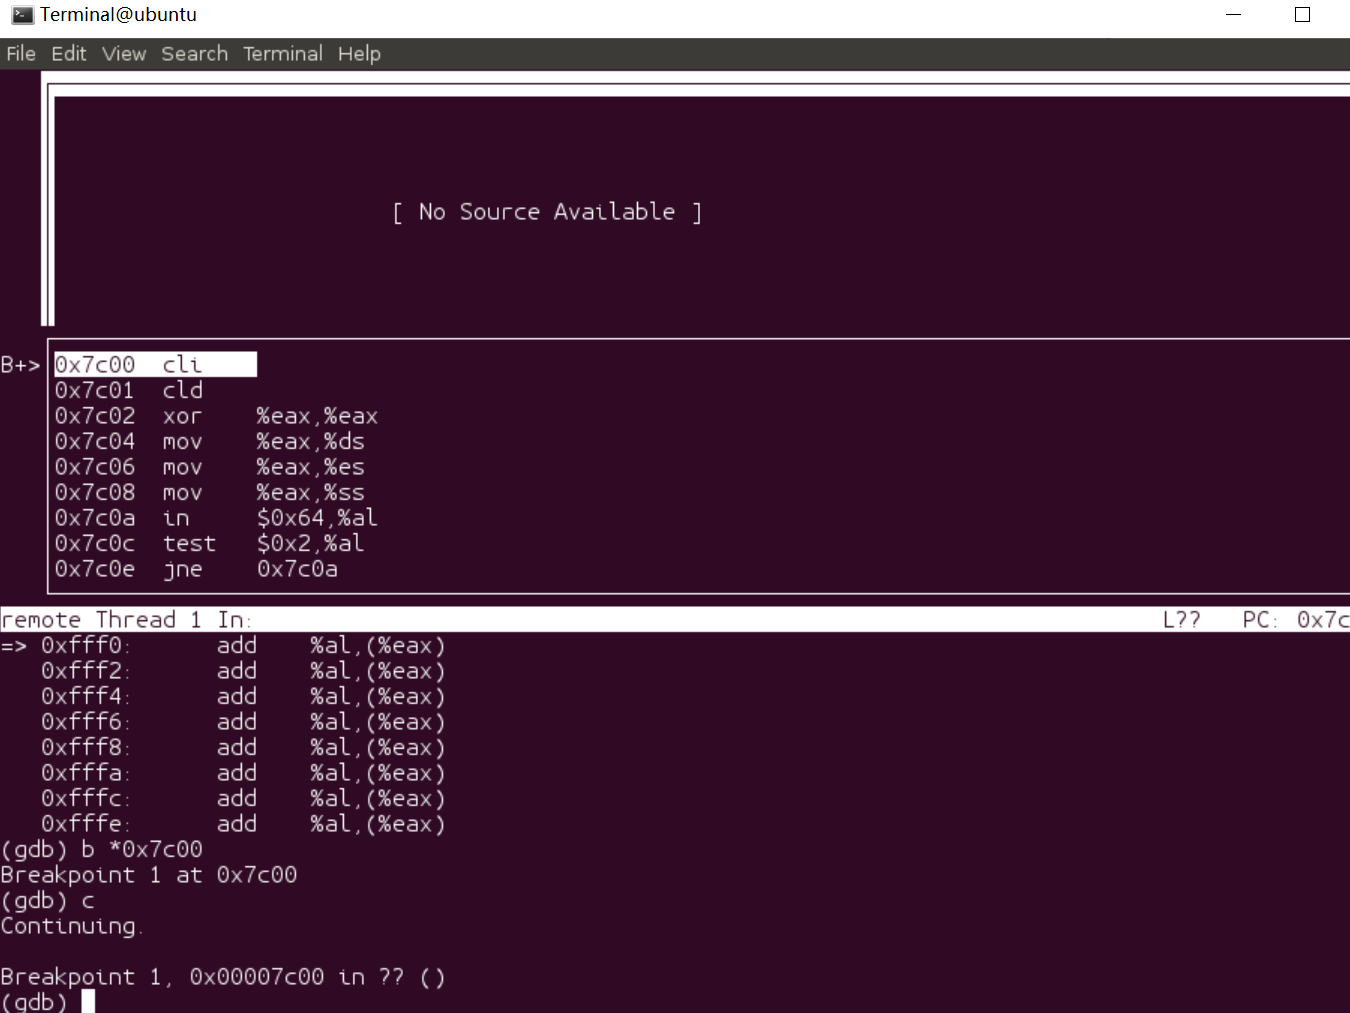 Terminal@ubuntu
File Edit View Search Terminal Help
[ No Source Available ]
B+> 0x7c00 cli
0x7c01 cld
0x7c02 xor %eax,%eax
0x7c04 mov %eax,%ds
0x7c06 mov %eax,%es
0x7c08 mov %eax,%ss
0x7c0a in $0x64,%al
0x7c0c test $0x2,%al
0x7c0e jne 0x7c0a
remote Thread 1 In: L?? PC: 0x7c
=> 0xfff0: add %al,(%eax)
0xfff2: add %al,(%eax)
0xfff4: add %al,(%eax)
0xfff6: add %al,(%eax)
0xfff8: add %al,(%eax)
0xfffa: add %al,(%eax)
0xfffc: add %al,(%eax)
0xfffe: add %al,(%eax)
(gdb) b *0x7c00
Breakpoint 1 at 0x7c00
(gdb) c
Continuing.
Breakpoint 1, 0x00007c00 in ?? ()
(gdb)